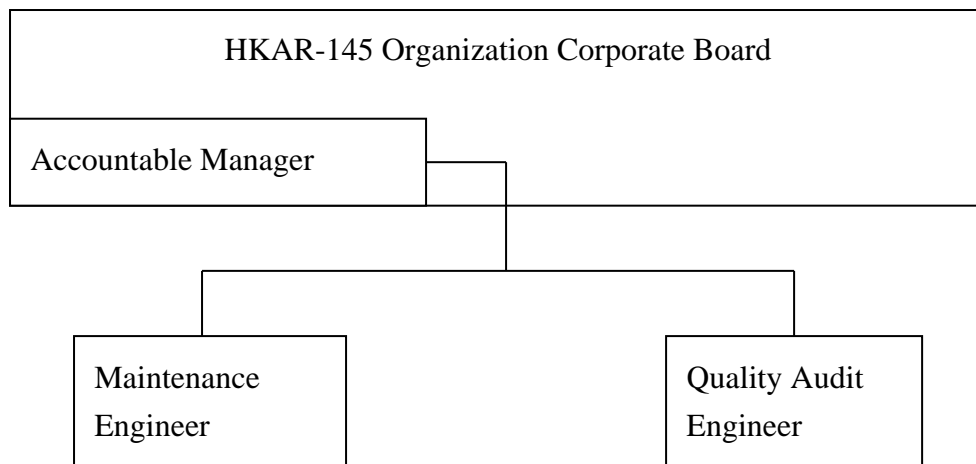 HKAR-145 Organization Corporate Board
Accountable Manager
Maintenance
Engineer
Quality Audit
Engineer